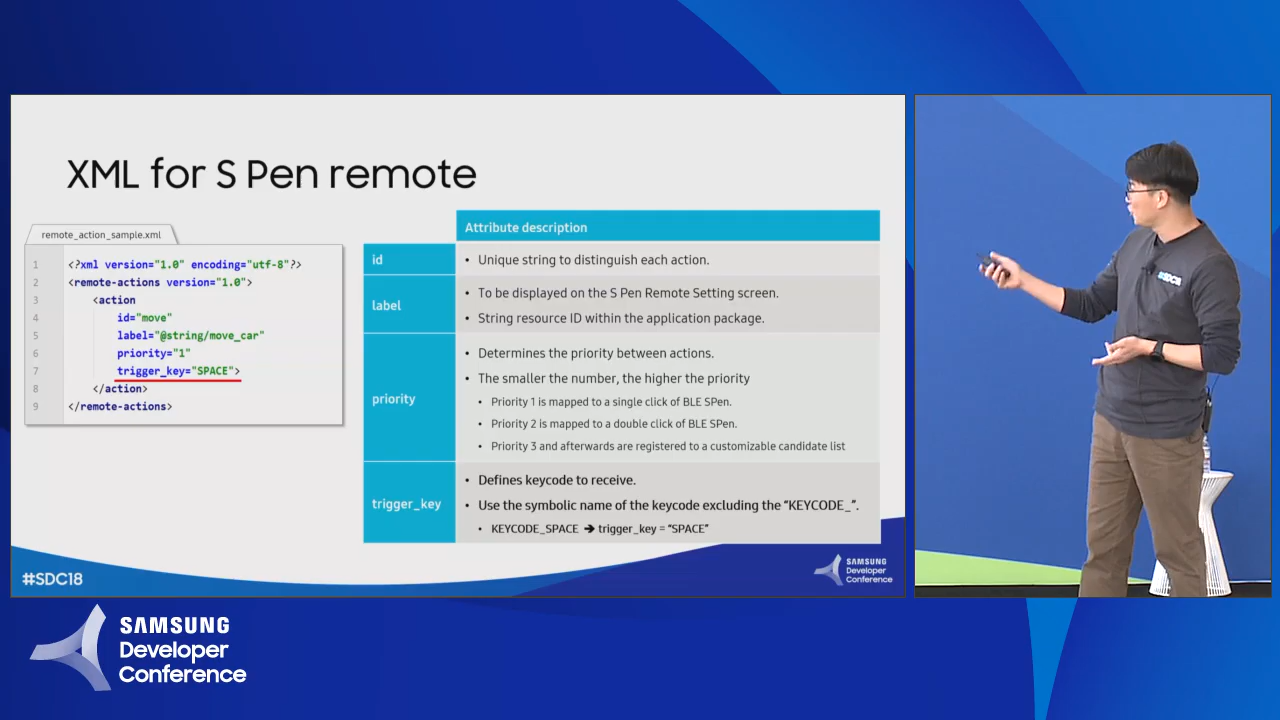 XML for S Pen remote
remote_action_sample.xml
1 <?xml version="1.0" encoding="utf-8"?>
2 <remote-actions version="1.0">
3 <action
4 id="move"
5 label="@string/move_car"
6 priority="1"
7 trigger_key="SPACE">
8 </action>
9 </remote-actions>
Attribute description
id
• Unique string to distinguish each action.
label
• To be displayed on the S Pen Remote Setting screen.
• String resource ID within the application package.
priority
• Determines the priority between actions.
• The smaller the number, the higher the priority
• Priority 1 is mapped to a single click of BLE SPen.
• Priority 2 is mapped to a double click of BLE SPen.
• Priority 3 and afterwards are registered to a customizable candidate list
trigger_key
• Defines keycode to receive.
• Use the symbolic name of the keycode excluding the “KEYCODE_”.
• KEYCODE_SPACE ➔ trigger_key = “SPACE”
#SDC18
SAMSUNG
Developer
Conference
#SDC18
SAMSUNG
Developer
Conference